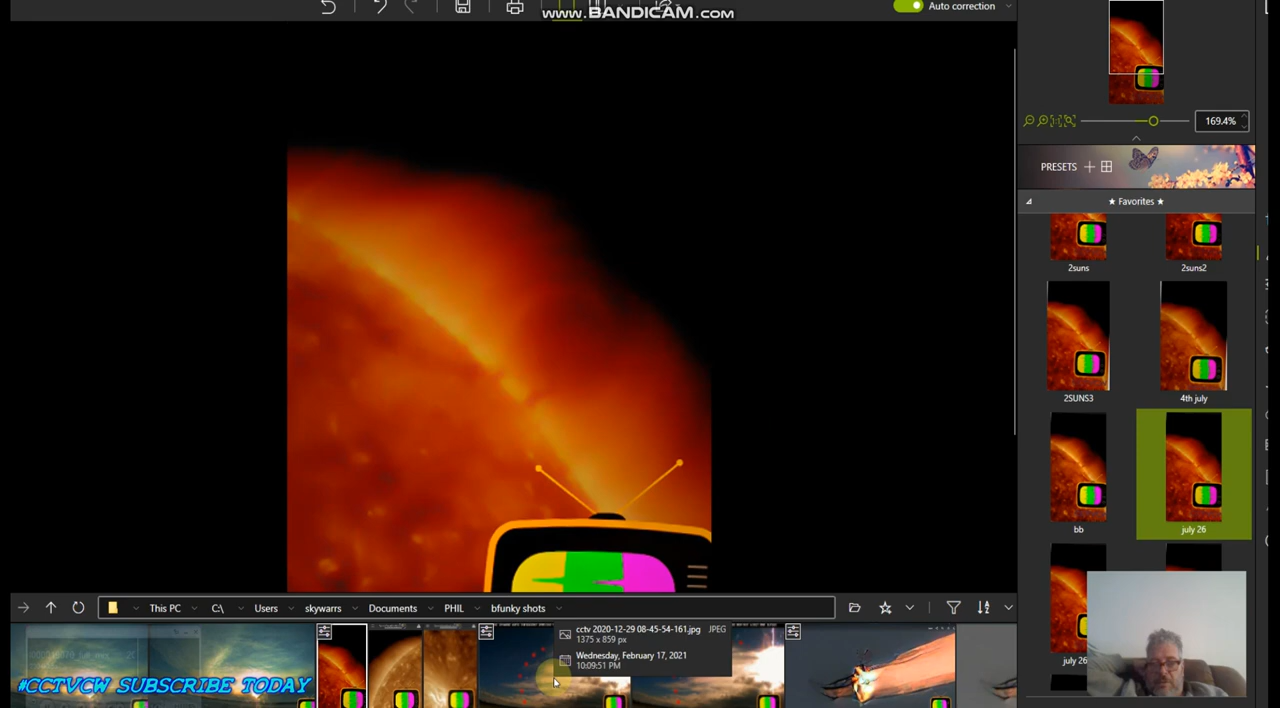 www.BANDICAM.com
Auto correction
169.4%
PRESETS
★ Favorites ★
2suns
2suns2
2SUNS3
4th july
bb
july 26
july 26
This PC
C:\
Users
skywarrs
Documents
PHIL
bfunky shots
cctv 2020-12-29 08-45-54-161.jpg JPEG
1375 x 859 px
Wednesday, February 17, 2021
10:09:51 PM
#CCTVCW SUBSCRIBE TODAY